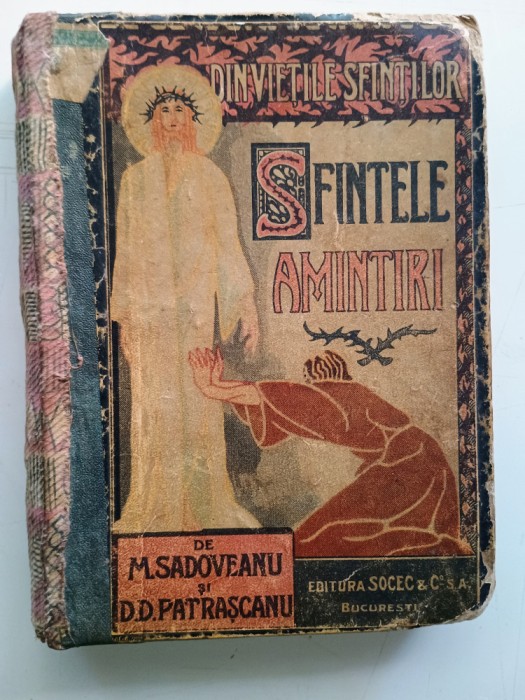 DIN VIEȚILE SFINȚILOR
SFINTELE
AMINTIRI
DE
M. SADOVEANU
ȘI
D.D. PATRAȘCANU
EDITURA SOCEC & Co. S.A.
BUCUREȘTI